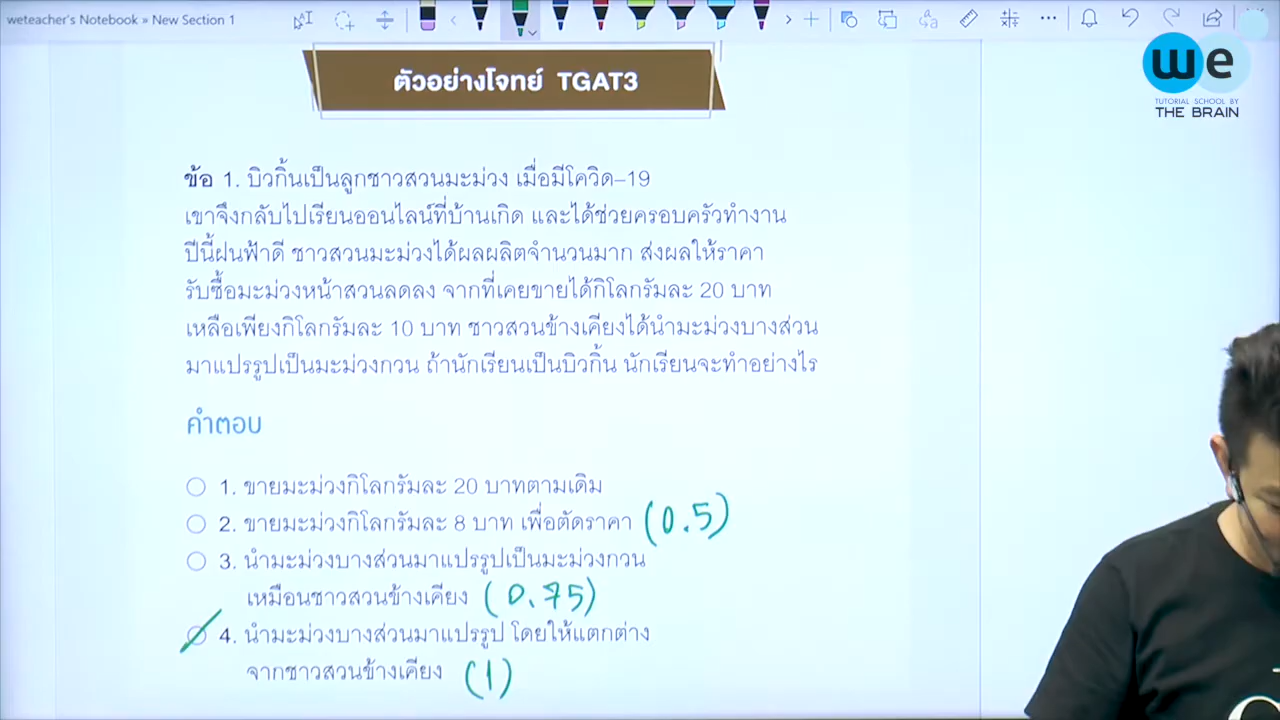 weteacher's Notebook » New Section 1
we
TUTORIAL SCHOOL BY
THE BRAIN
ตัวอย่างโจทย์ TGAT3
ข้อ 1. บิวกิ้นเป็นลูกชาวสวนมะม่วง เมื่อมีโควิด-19
เขาจึงกลับไปเรียนออนไลน์ที่บ้านเกิด และได้ช่วยครอบครัวทำงาน
ปีนี้ฝนฟ้าดี ชาวสวนมะม่วงได้ผลผลิตจำนวนมาก ส่งผลให้ราคา
รับซื้อมะม่วงหน้าสวนลดลง จากที่เคยขายได้กิโลกรัมละ 20 บาท
เหลือเพียงกิโลกรัมละ 10 บาท ชาวสวนข้างเคียงได้นำมะม่วงบางส่วน
มาแปรรูปเป็นมะม่วงกวน ถ้านักเรียนเป็นบิวกิ้น นักเรียนจะทำอย่างไร
คำตอบ
1. ขายมะม่วงกิโลกรัมละ 20 บาทตามเดิม
2. ขายมะม่วงกิโลกรัมละ 8 บาท เพื่อตัดราคา (0.5)
3. นำมะม่วงบางส่วนมาแปรรูปเป็นมะม่วงกวน
เหมือนชาวสวนข้างเคียง (0.75)
4. นำมะม่วงบางส่วนมาแปรรูป โดยให้แตกต่าง
จากชาวสวนข้างเคียง (1)